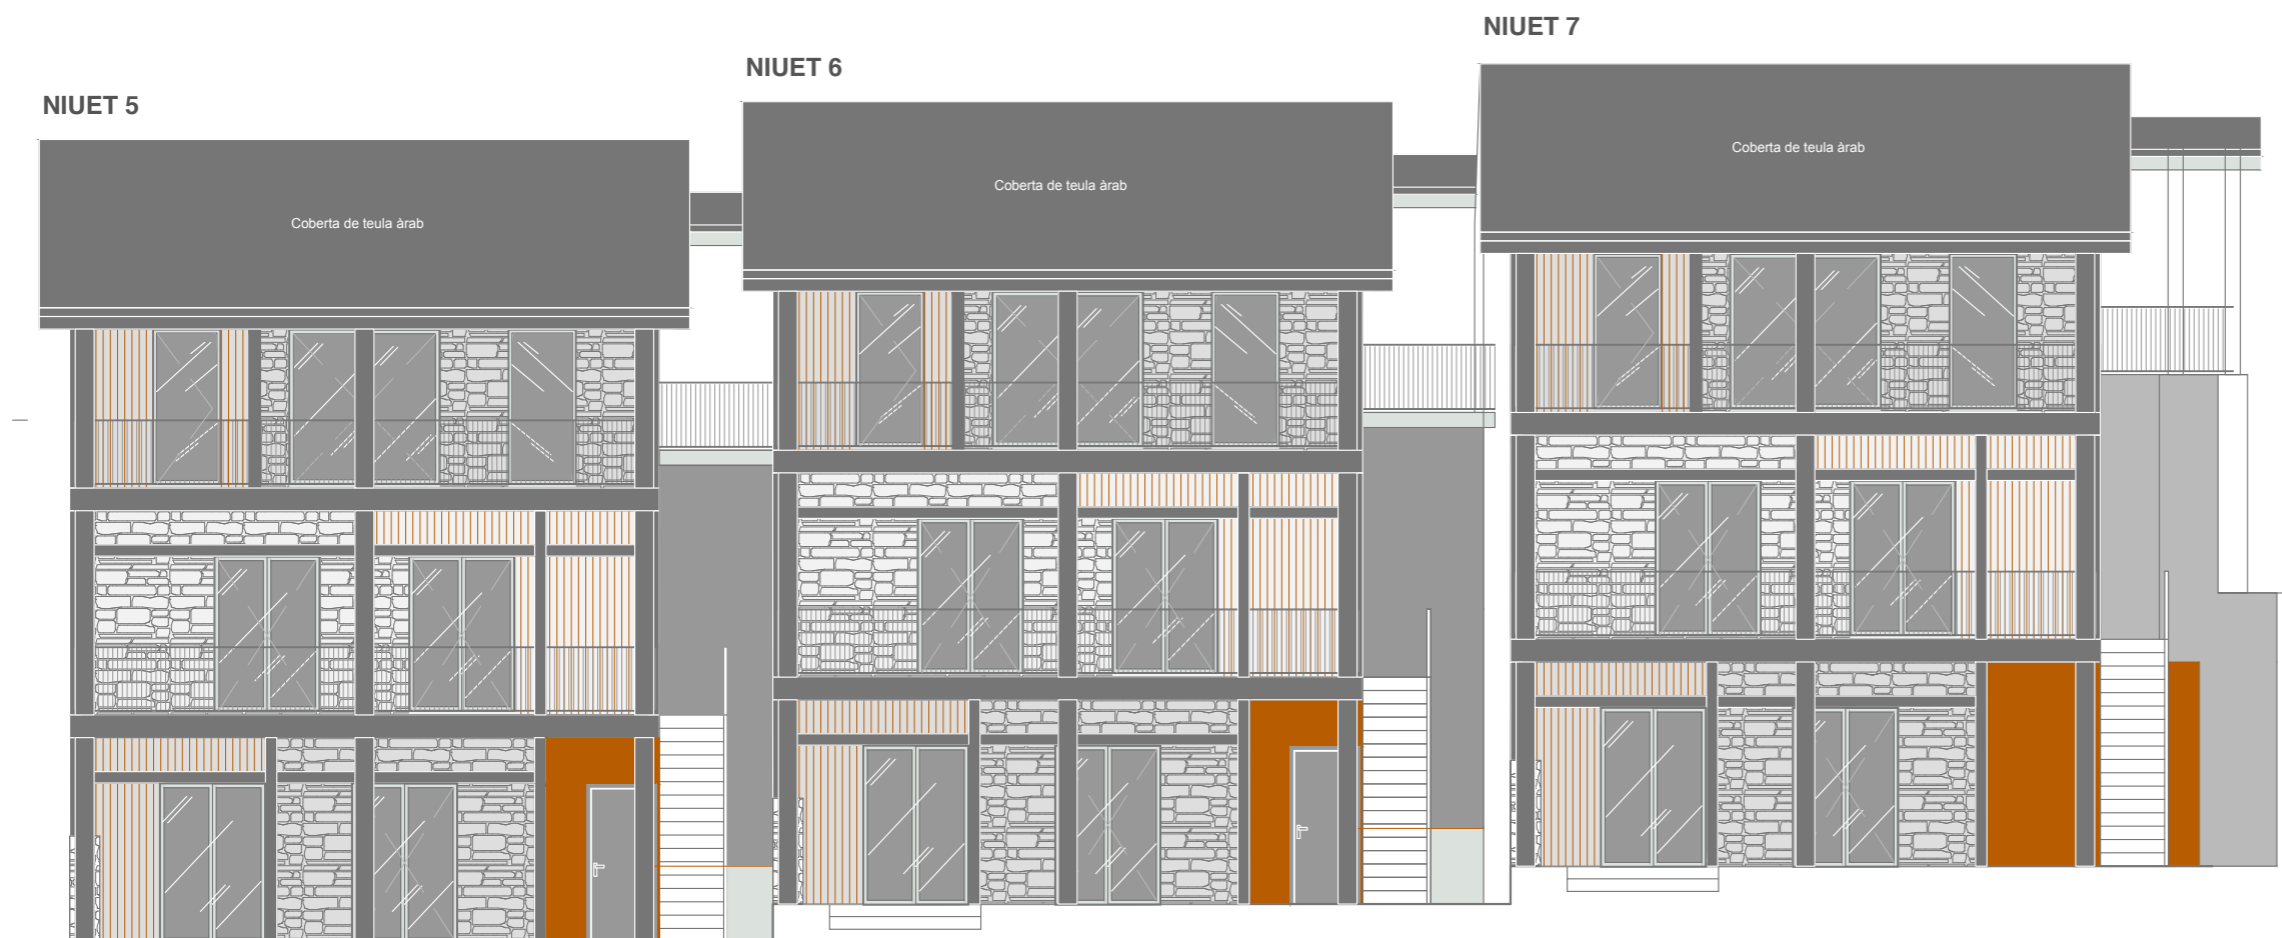 NIUET 7
NIUET 6
NIUET 5
Coberta de teula àrab
Coberta de teula àrab
Coberta de teula àrab